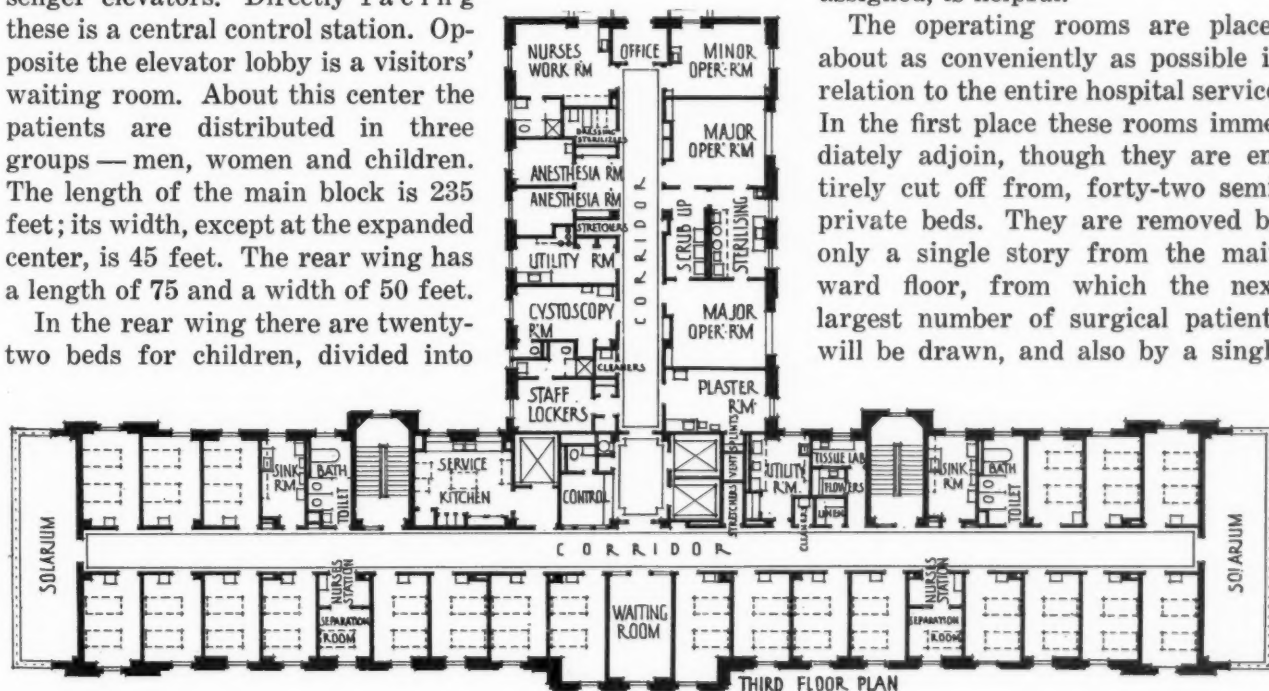 senger elevators. Directly facing
these is a central control station. Op-
posite the elevator lobby is a visitors'
waiting room. About this center the
patients are distributed in three
groups — men, women and children.
The length of the main block is 235
feet; its width, except at the expanded
center, is 45 feet. The rear wing has
a length of 75 and a width of 50 feet.
In the rear wing there are twenty-
two beds for children, divided into
The operating rooms are place
about as conveniently as possible i
relation to the entire hospital service
In the first place these rooms imme
diately adjoin, though they are en
tirely cut off from, forty-two semi
private beds. They are removed b
only a single story from the mai
ward floor, from which the nex
largest number of surgical patient
will be drawn, and also by a singl
NURSES
WORK RM
OFFICE
MINOR
OPER. RM
DRESSING
STERILIZERS
MAJOR
OPER. RM
ANESTHESIA RM
ANESTHESIA RM
STRETCHERS
UTILITY RM
CORRIDOR
SCRUB UP
STERILISING
CYSTOSCOPY
RM
CLEANERS
MAJOR
OPER. RM
STAFF
LOCKERS
PLASTER
RM
SPLINTS
VENT
STRETCHERS
SOLARIUM
SINK
RM
BATH
TOILET
SERVICE
KITCHEN
CONTROL
UTILITY
RM
TISSUE LAB
FLOWERS
LINEN
CLEANERS
SINK
RM
BATH
TOILET
SOLARIUM
CORRIDOR
NURSES
STATION
SEPARATION
ROOM
WAITING
ROOM
NURSES
STATION
SEPARATION
ROOM
THIRD FLOOR PLAN